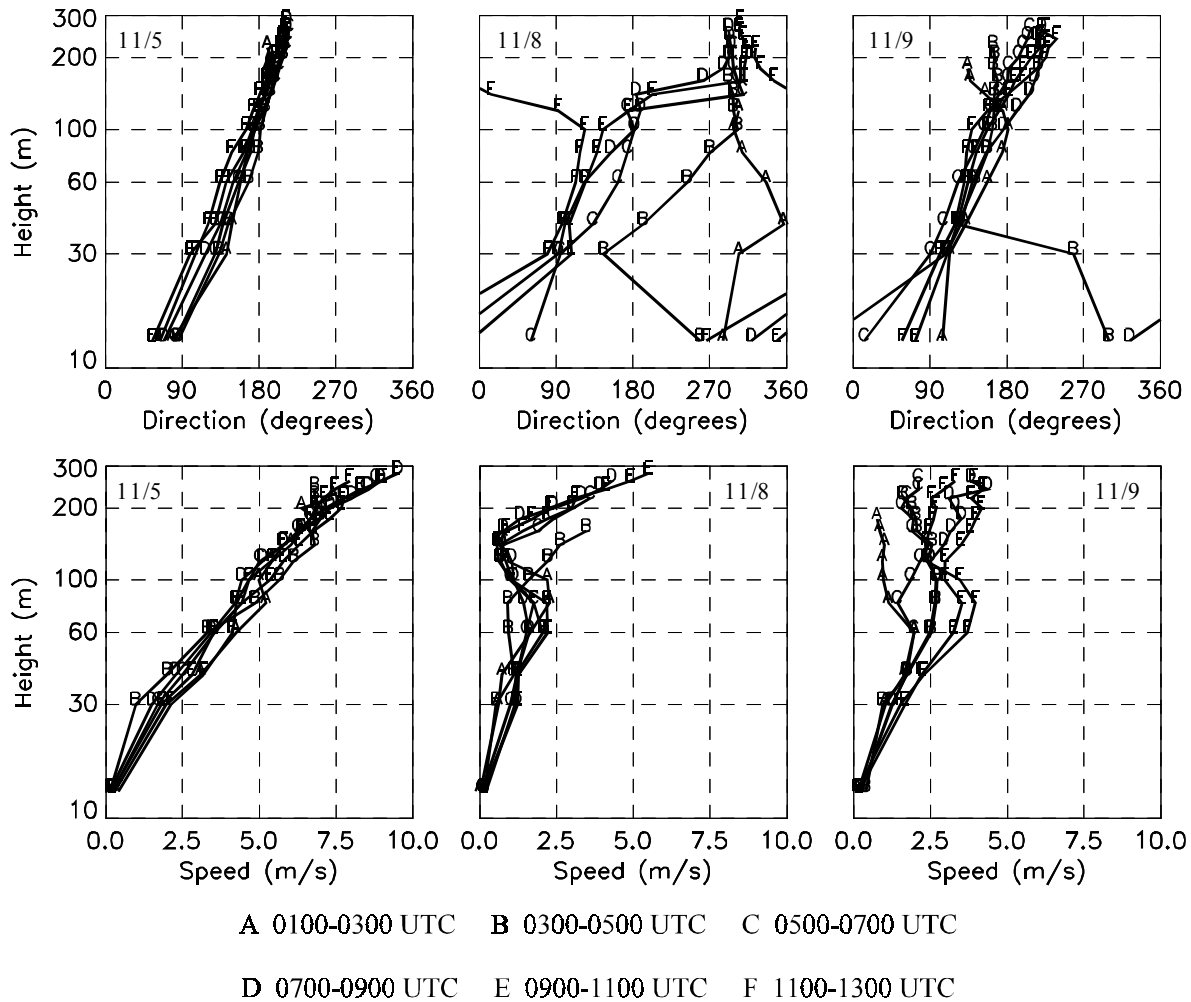 300
200
100
60
30
10
Height (m)
11/5
11/8
11/9
0 90 180 270 360
0 90 180 270 360
0 90 180 270 360
Direction (degrees)
Direction (degrees)
Direction (degrees)
300
200
100
60
30
10
Height (m)
11/5
11/8
11/9
0.0 2.5 5.0 7.5 10.0
0.0 2.5 5.0 7.5 10.0
0.0 2.5 5.0 7.5 10.0
Speed (m/s)
Speed (m/s)
Speed (m/s)
A 0100-0300 UTC B 0300-0500 UTC C 0500-0700 UTC
D 0700-0900 UTC E 0900-1100 UTC F 1100-1300 UTC